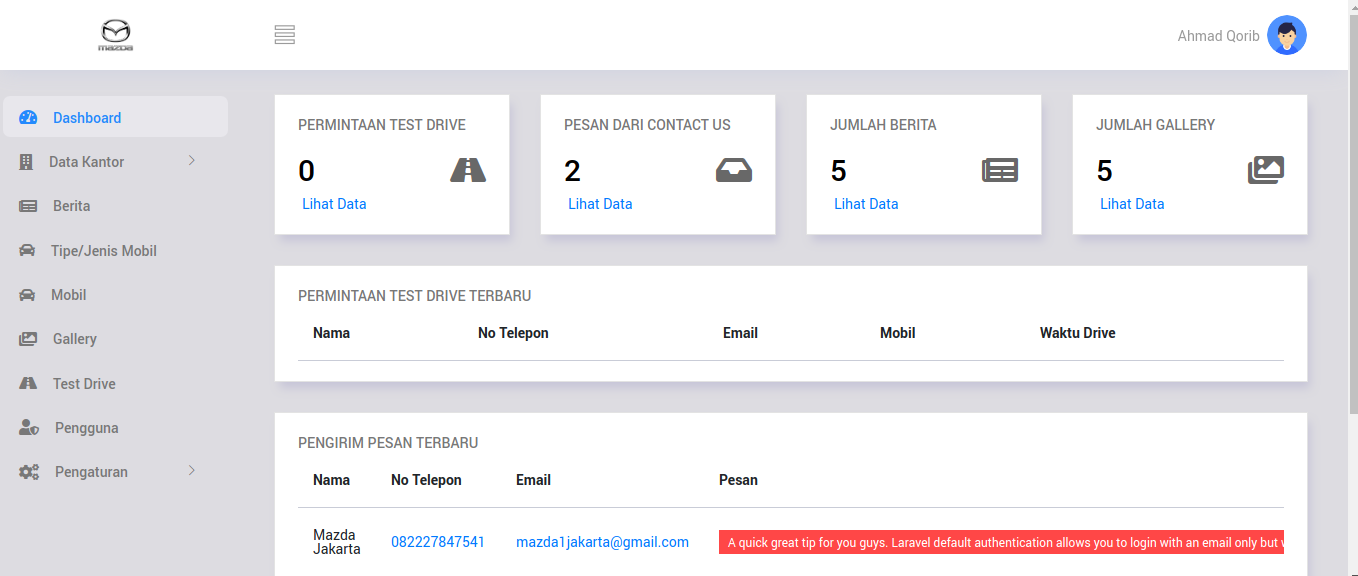 mazda
Ahmad Qorib
Dashboard
Data Kantor
Berita
Tipe/Jenis Mobil
Mobil
Gallery
Test Drive
Pengguna
Pengaturan
PERMINTAAN TEST DRIVE
0
Lihat Data
PESAN DARI CONTACT US
2
Lihat Data
JUMLAH BERITA
5
Lihat Data
JUMLAH GALLERY
5
Lihat Data
PERMINTAAN TEST DRIVE TERBARU
Nama No Telepon Email Mobil Waktu Drive
PENGIRIM PESAN TERBARU
Nama No Telepon Email Pesan
Mazda
Jakarta
082227847541 mazda1jakarta@gmail.com A quick great tip for you guys. Laravel default authentication allows you to login with an email only but